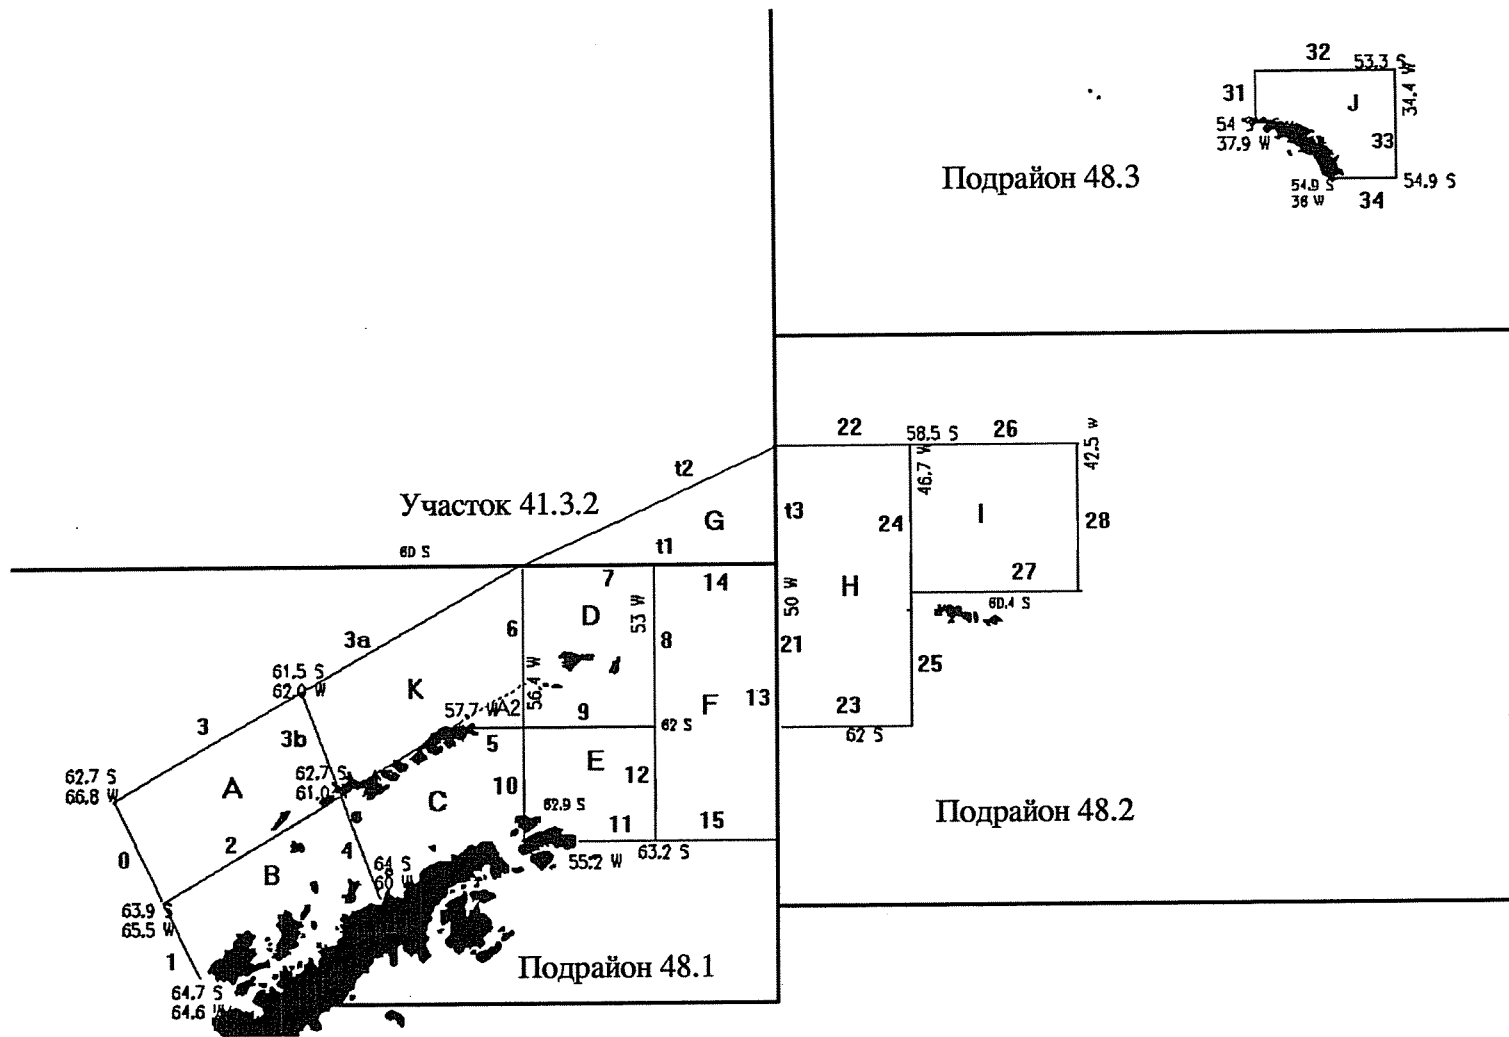 32
53.3 S
31
J
34.4 W
54 S
37.9 W
33
Подрайон 48.3
54.9 S
36 W
54.9 S
34
22
58.5 S
26
42.5 W
t2
46.7 W
Участок 41.3.2
G
t3
24
I
28
60 S
t1
7
14
27
50 W
H
60.4 S
D
53 W
3a
6
8
21
25
61.5 S
62.0 W
K
56.4 W
13
57.7 W
A2
9
F
23
3
3b
5
62 S
62 S
62.7 S
66.8 W
62.7 S
61.0
E
12
A
10
C
62.9 S
Подрайон 48.2
11
15
2
4
63.2 S
0
B
64 S
60 W
55.2 W
63.9 S
65.5 W
1
Подрайон 48.1
64.7 S
64.6 W